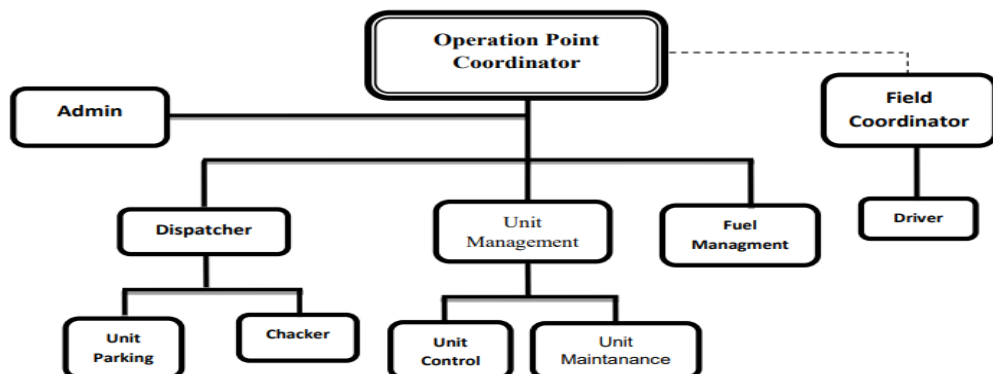 Operation Point
Coordinator
Admin
Field
Coordinator
Dispatcher
Unit
Management
Fuel
Managment
Driver
Unit
Parking
Chacker
Unit
Control
Unit
Maintanance